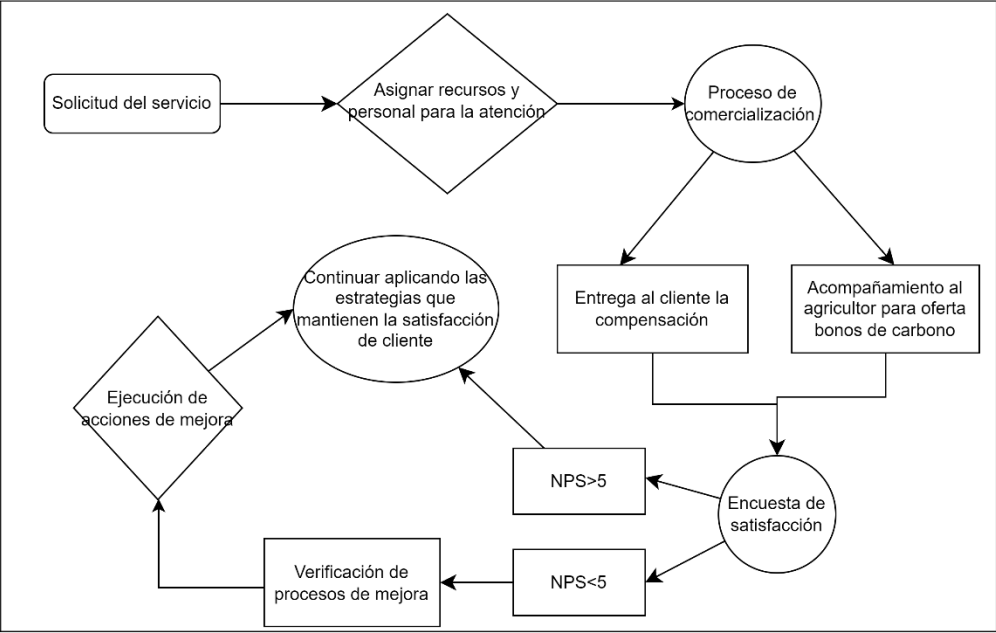 Solicitud del servicio
Asignar recursos y
personal para la atención
Proceso de
comercialización
Entrega al cliente la
compensación
Acompañamiento al
agricultor para oferta
bonos de carbono
Encuesta de
satisfacción
NPS>5
NPS<5
Verificación de
procesos de mejora
Ejecución de
acciones de mejora
Continuar aplicando las
estrategias que
mantienen la satisfacción
de cliente